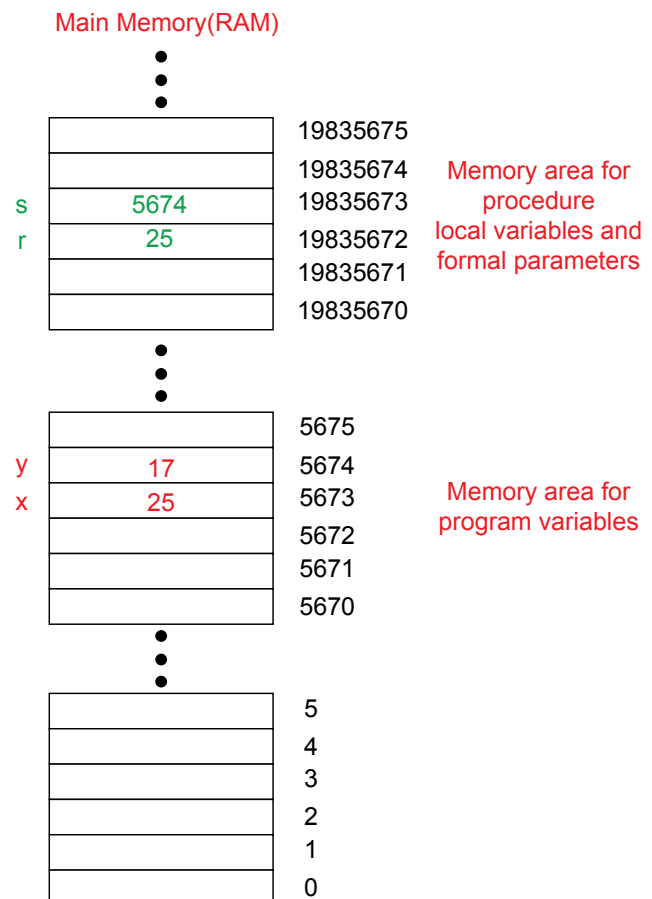 Main Memory(RAM)
19835675
19835674
s 5674 19835673
r 25 19835672
19835671
19835670
Memory area for
procedure
local variables and
formal parameters
5675
y 17 5674
x 25 5673
5672
5671
5670
Memory area for
program variables
5
4
3
2
1
0